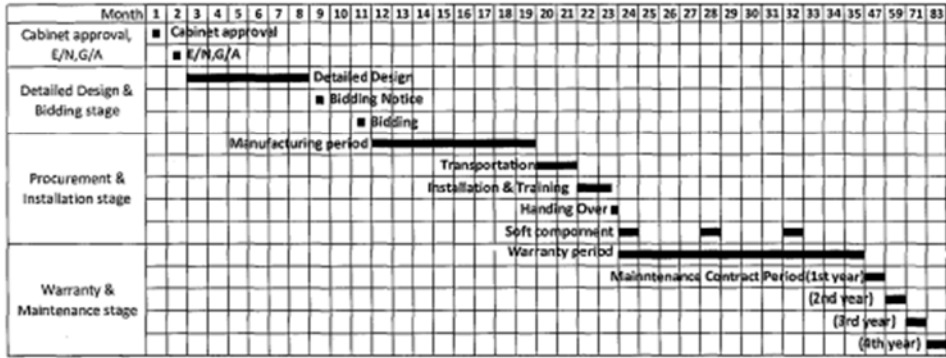 Month 1 2 3 4 5 6 7 8 9 10 11 12 13 14 15 16 17 18 19 20 21 22 23 24 25 26 27 28 29 30 31 32 33 34 35 47 59 71 83
Cabinet approval,
E/N,G/A
Cabinet approval
E/N,G/A
Detailed Design &
Bidding stage
Detailed Design
Bidding Notice
Bidding
Procurement &
Installation stage
Manufacturing period
Transportation
Installation & Training
Handing Over
Soft compornent
Warranty &
Maintenance stage
Warranty period
Mainntenance Contract Period(1st year)
(2nd year)
(3rd year)
(4th year)